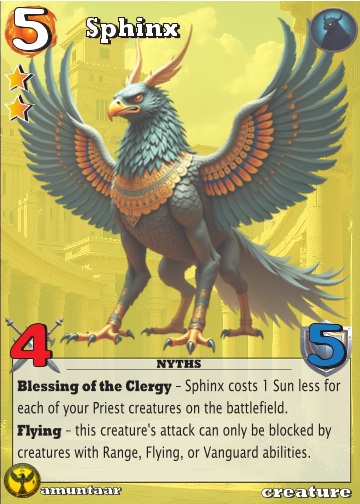 5 Sphinx
4 5
NYTHS
Blessing of the Clergy - Sphinx costs 1 Sun less for
each of your Priest creatures on the battlefield.
Flying - this creature's attack can only be blocked by
creatures with Range, Flying, or Vanguard abilities.
amuntaar creature